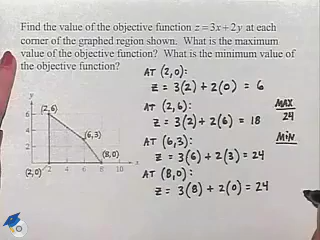 Find the value of the objective function z = 3x + 2y at each
corner of the graphed region shown. What is the maximum
value of the objective function? What is the minimum value of
the objective function?
AT (2,0):
z = 3(2) + 2(0) = 6
AT (2,6):
z = 3(2) + 2(6) = 18
AT (6,3):
z = 3(6) + 2(3) = 24
AT (8,0):
z = 3(8) + 2(0) = 24
MAX
24
MIN
y
6
4
2
(2,6)
(6,3)
(8,0)
(2,0)
2 4 6 8 10 x